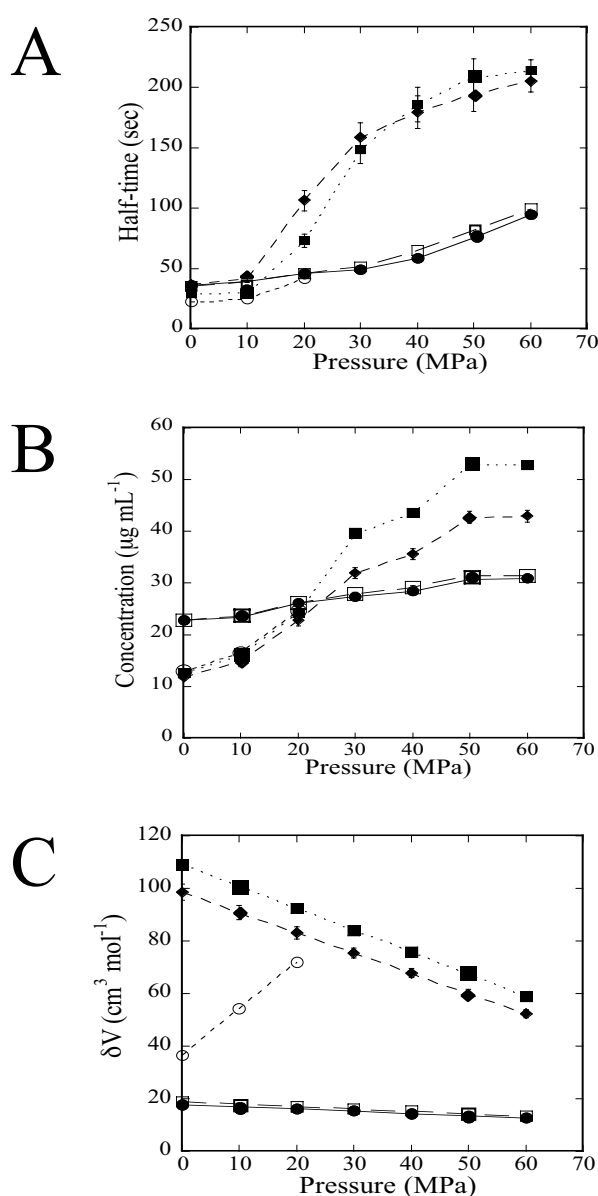 A
250
200
150
100
50
0
Half-time (sec)
0 10 20 30 40 50 60 70
Pressure (MPa)
B
60
50
40
30
20
10
0
Concentration (µg mL⁻¹)
0 10 20 30 40 50 60 70
Pressure (MPa)
C
120
100
80
60
40
20
0
δV (cm³ mol⁻¹)
0 10 20 30 40 50 60 70
Pressure (MPa)